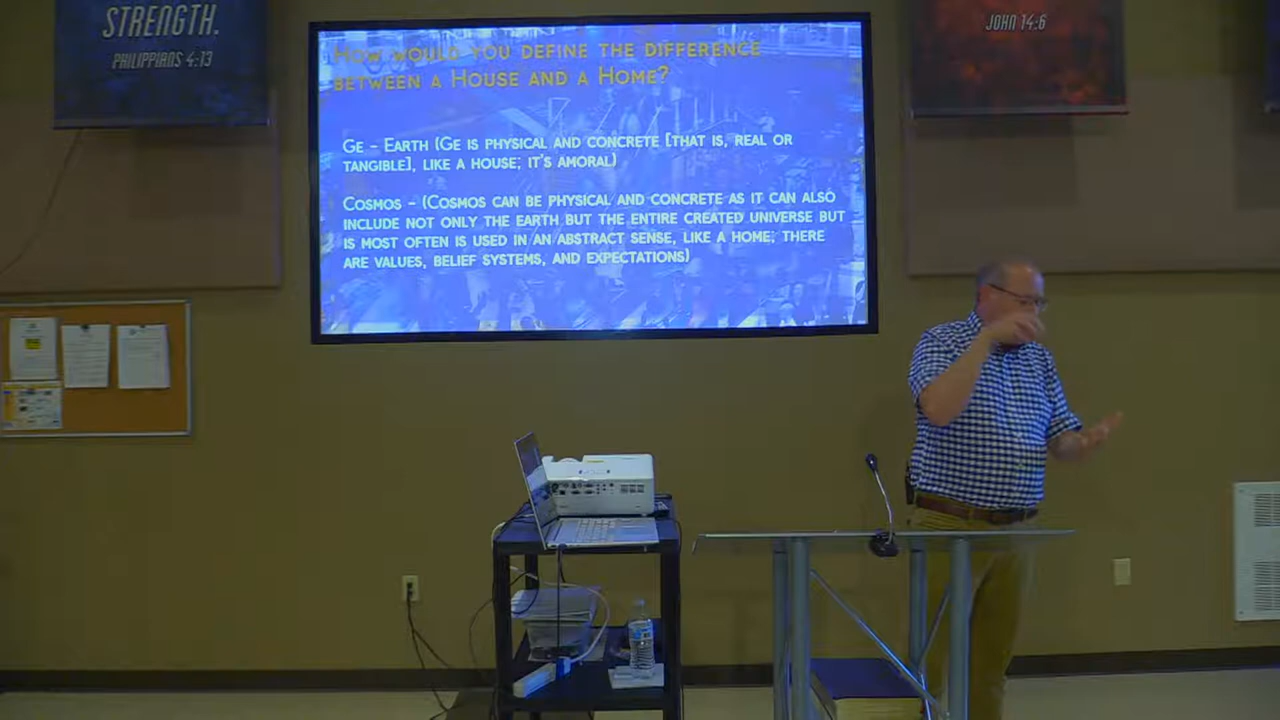 STRENGTH.
PHILIPPIANS 4:13
JOHN 14:6
HOW WOULD YOU DEFINE THE DIFFERENCE
BETWEEN A HOUSE AND A HOME?
GE - EARTH (GE IS PHYSICAL AND CONCRETE [THAT IS, REAL OR
TANGIBLE], LIKE A HOUSE; IT'S AMORAL)
COSMOS - (COSMOS CAN BE PHYSICAL AND CONCRETE AS IT CAN ALSO
INCLUDE NOT ONLY THE EARTH BUT THE ENTIRE CREATED UNIVERSE BUT
IS MOST OFTEN IS USED IN AN ABSTRACT SENSE, LIKE A HOME; THERE
ARE VALUES, BELIEF SYSTEMS, AND EXPECTATIONS)